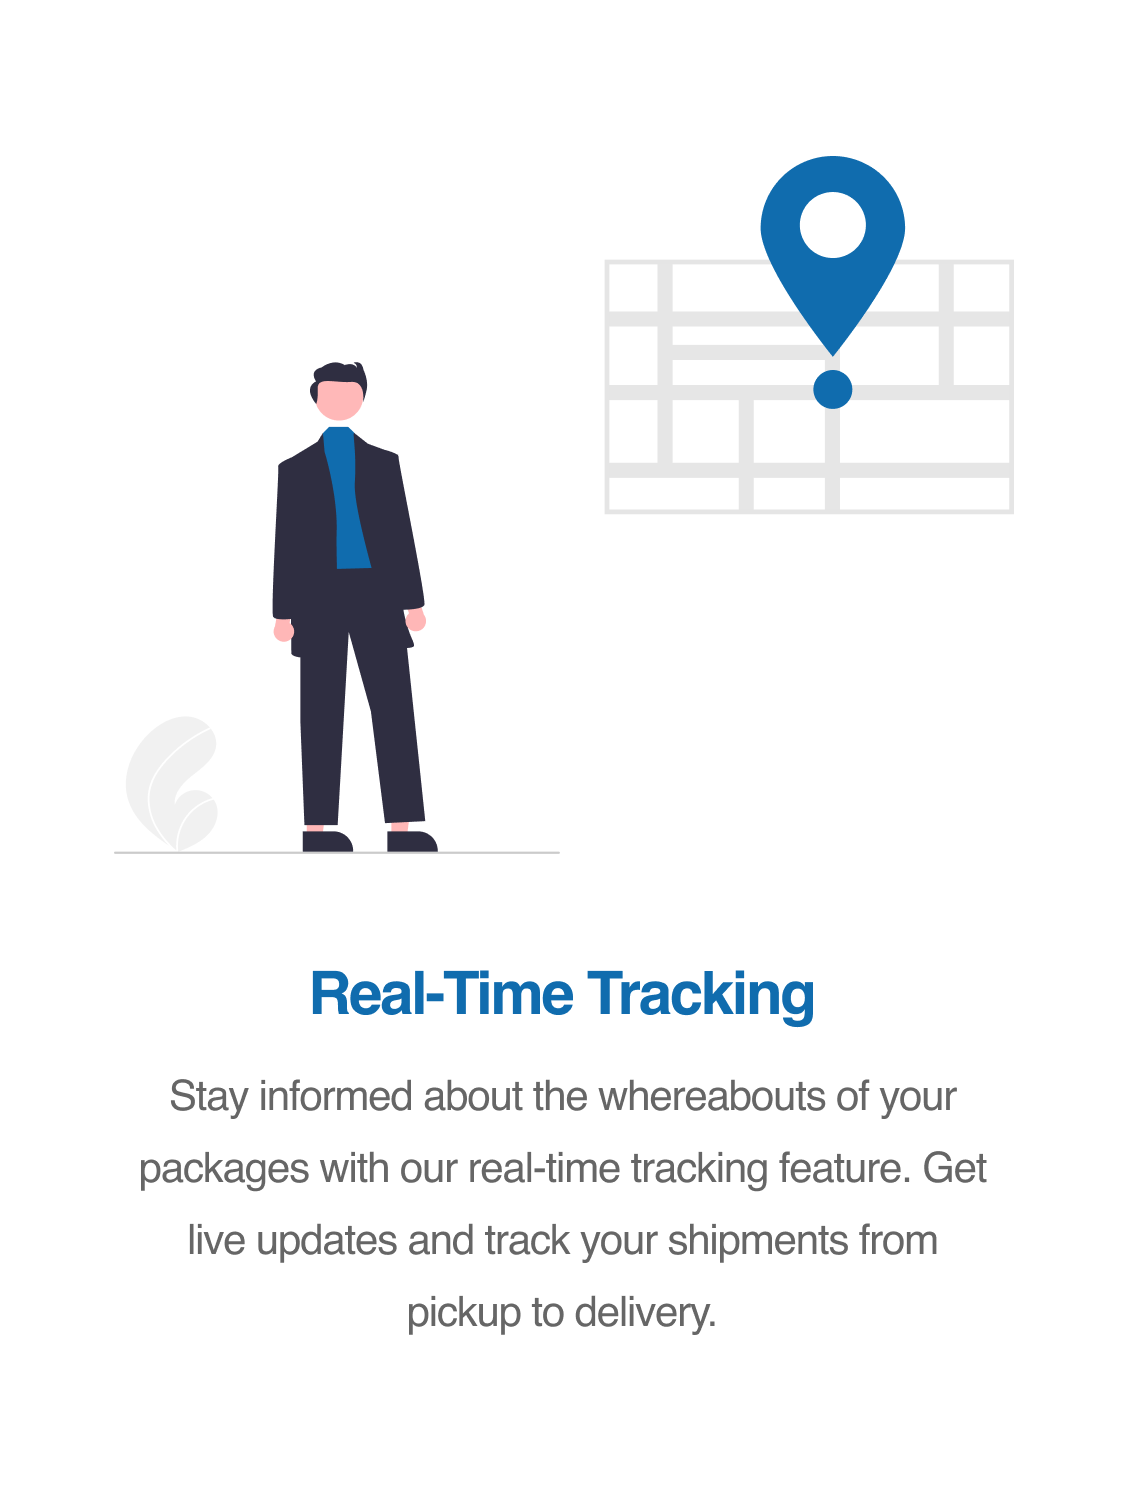 Real-Time Tracking
Stay informed about the whereabouts of your
packages with our real-time tracking feature. Get
live updates and track your shipments from
pickup to delivery.